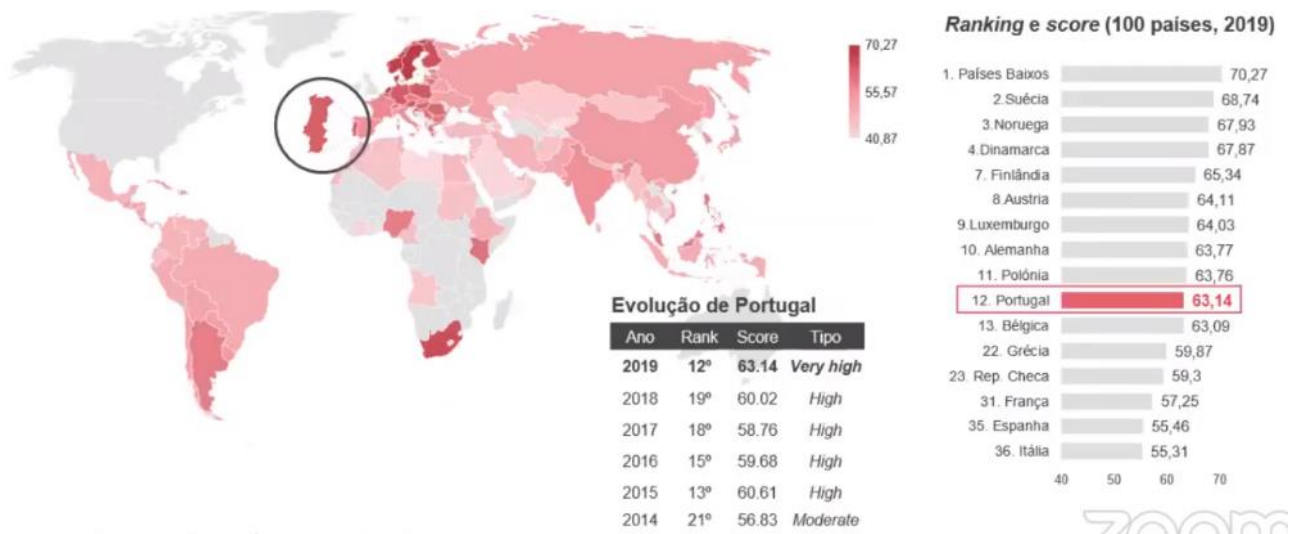 Ranking e score (100 países, 2019)
70,27
55,57
40,87
1. Países Baixos 70,27
2.Suécia 68,74
3.Noruega 67,93
4.Dinamarca 67,87
7. Finlândia 65,34
8.Austria 64,11
9.Luxemburgo 64,03
10. Alemanha 63,77
11. Polónia 63,76
12. Portugal 63,14
13. Bélgica 63,09
22. Grécia 59,87
23. Rep. Checa 59,3
31. França 57,25
35. Espanha 55,46
36. Itália 55,31
40 50 60 70
Evolução de Portugal
Ano Rank Score Tipo
2019 12º 63.14 Very high
2018 19º 60.02 High
2017 18º 58.76 High
2016 15º 59.68 High
2015 13º 60.61 High
2014 21º 56.83 Moderate
zoom